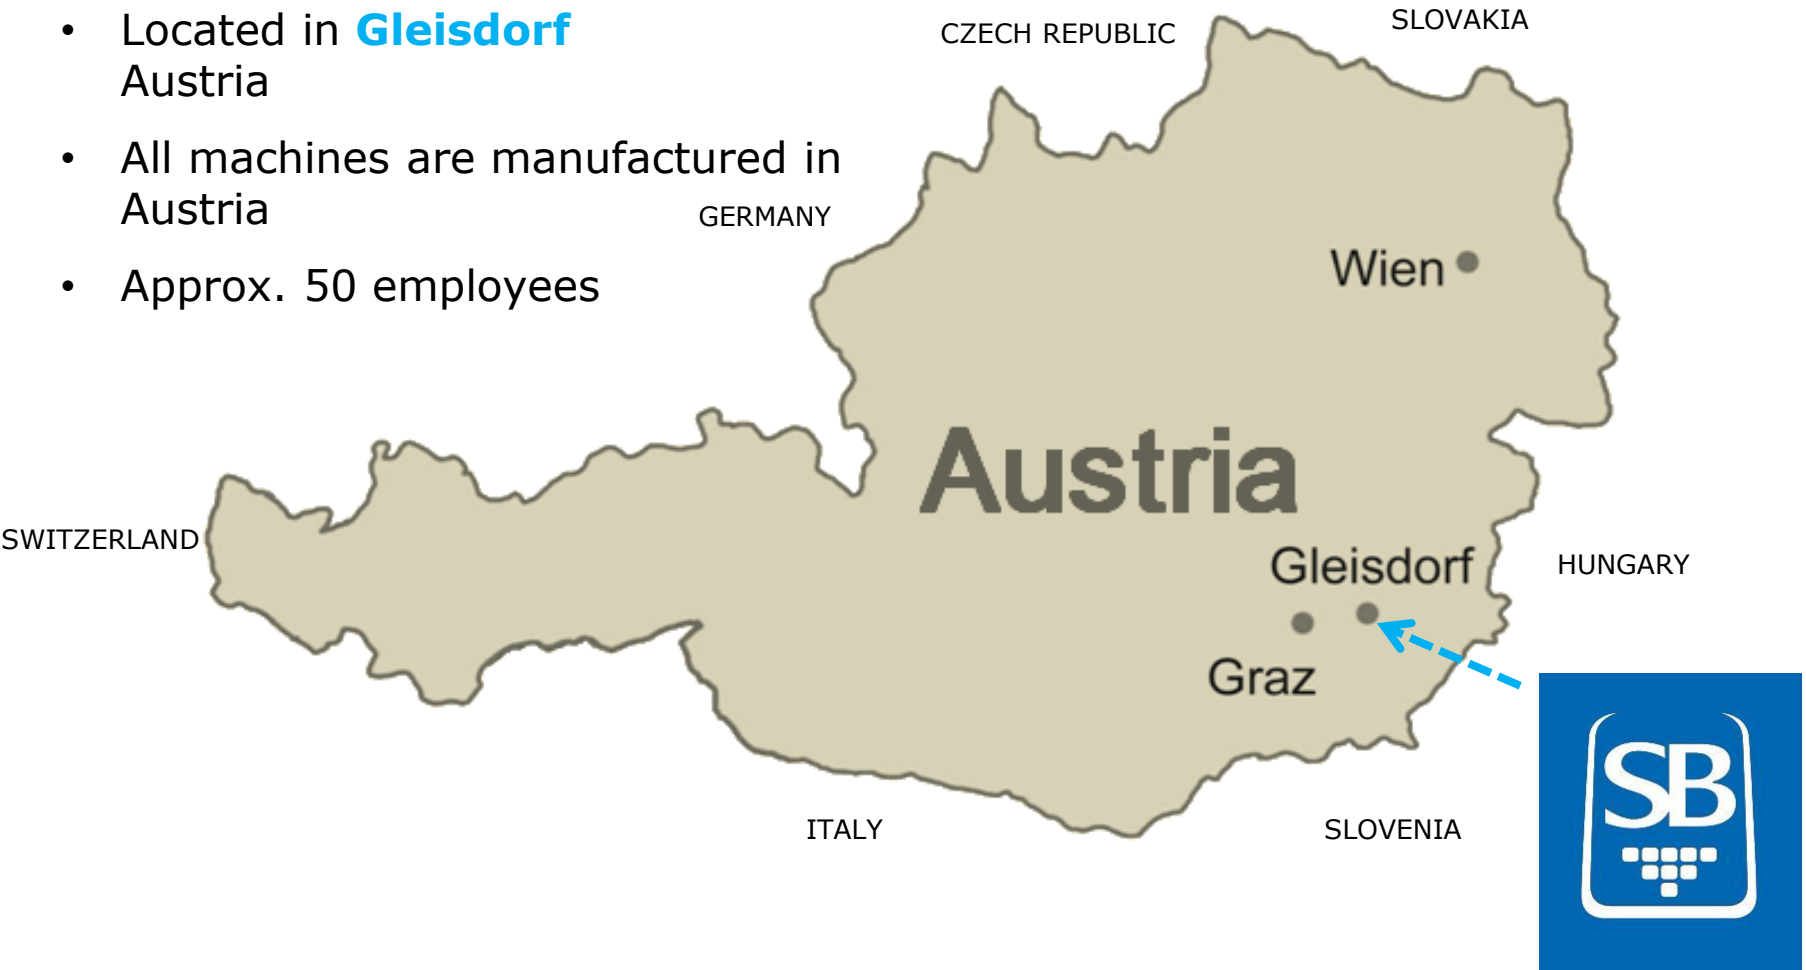 • Located in Gleisdorf
Austria
• All machines are manufactured in
Austria
• Approx. 50 employees
CZECH REPUBLIC
SLOVAKIA
GERMANY
Wien
Austria
SWITZERLAND
Gleisdorf
HUNGARY
Graz
ITALY
SLOVENIA
SB